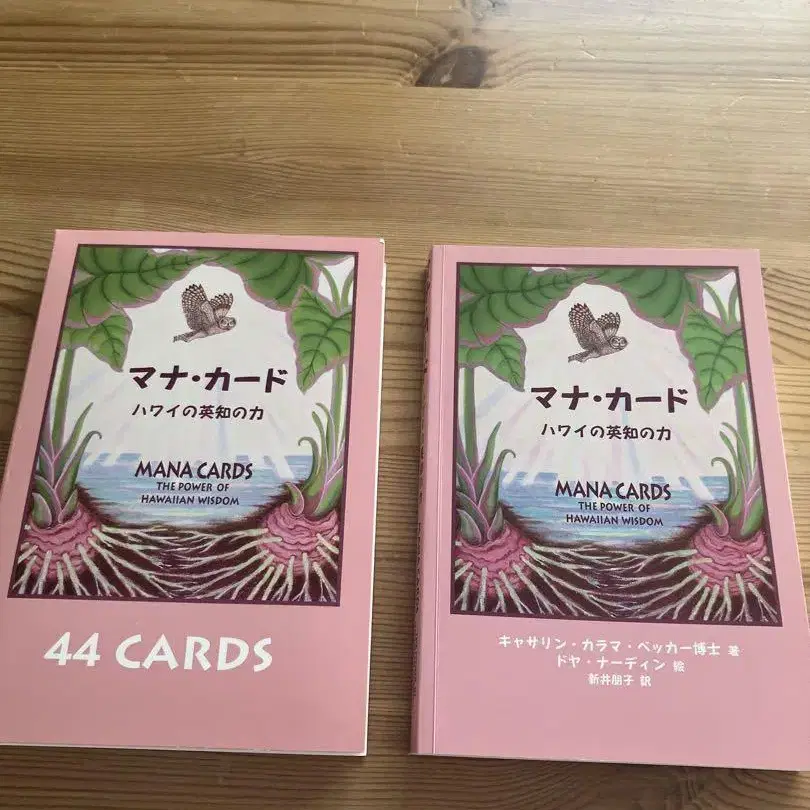 マナ・カード
ハワイの英知の力
MANA CARDS
THE POWER OF
HAWAIIAN WISDOM
44 CARDS
マナ・カード
ハワイの英知の力
MANA CARDS
THE POWER OF
HAWAIIAN WISDOM
キャサリン・カラマ・ベッカー博士 著
ドヤ・ナーディン 絵
新井朋子 訳